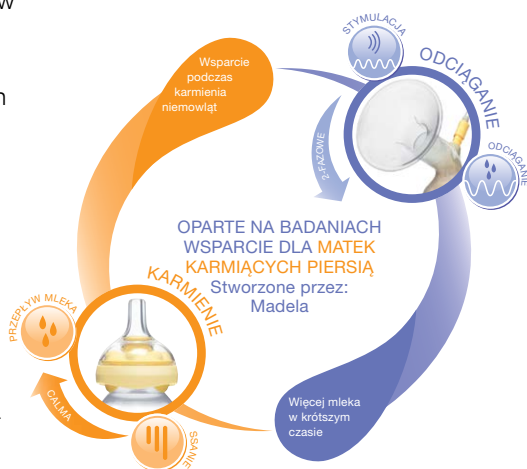 w
h
Wsparcie
podczas
karmienia
niemowląt
STYMULACJA
ODCIĄGANIE
2-FAZOWE
ODCIĄGANIE
OPARTE NA BADANIACH
WSPARCIE DLA MATEK
KARMIĄCYCH PIERSIĄ
Stworzone przez:
Madela
KARMIENIE
PRZEPŁYW MLEKA
CALMA
SSANIE
Więcej mleka
w krótszym
czasie